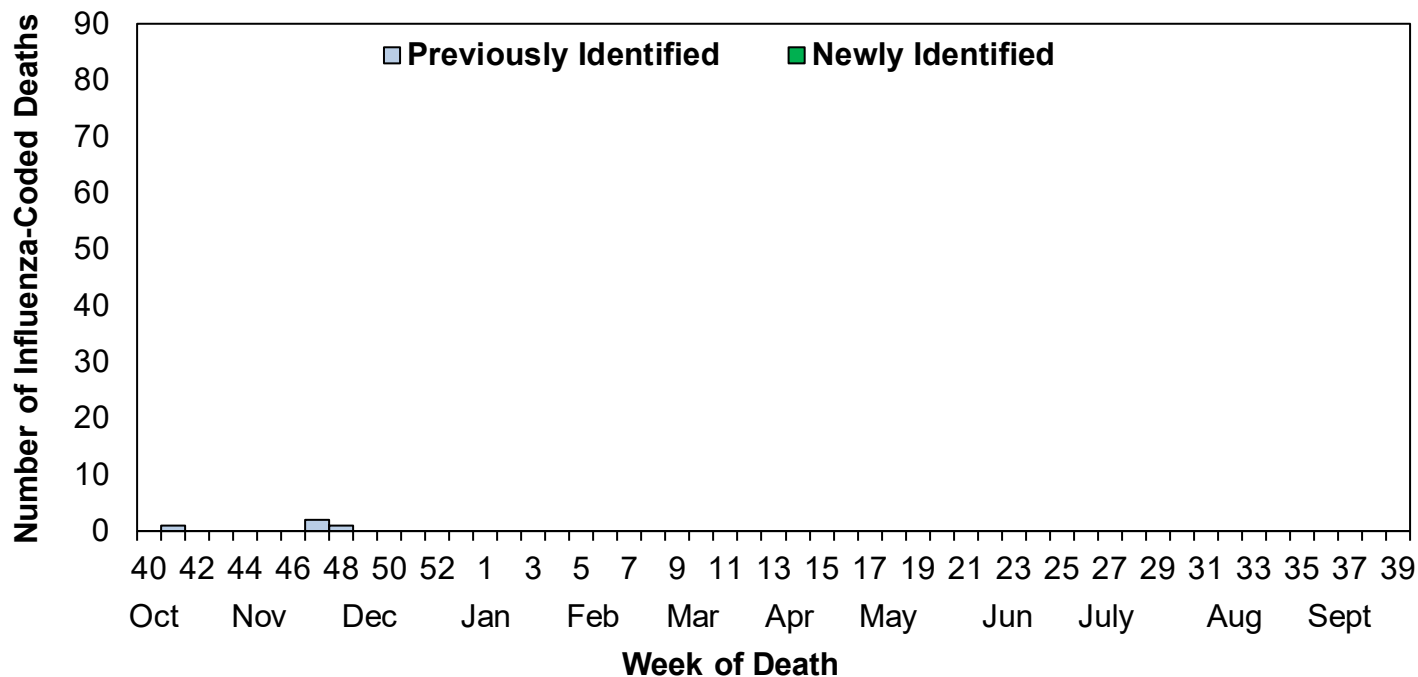 Number of Influenza-Coded Deaths
90
80
70
60
50
40
30
20
10
0
Previously Identified Newly Identified
40 42 44 46 48 50 52 1 3 5 7 9 11 13 15 17 19 21 23 25 27 29 31 33 35 37 39
Oct Nov Dec Jan Feb Mar Apr May Jun July Aug Sept
Week of Death